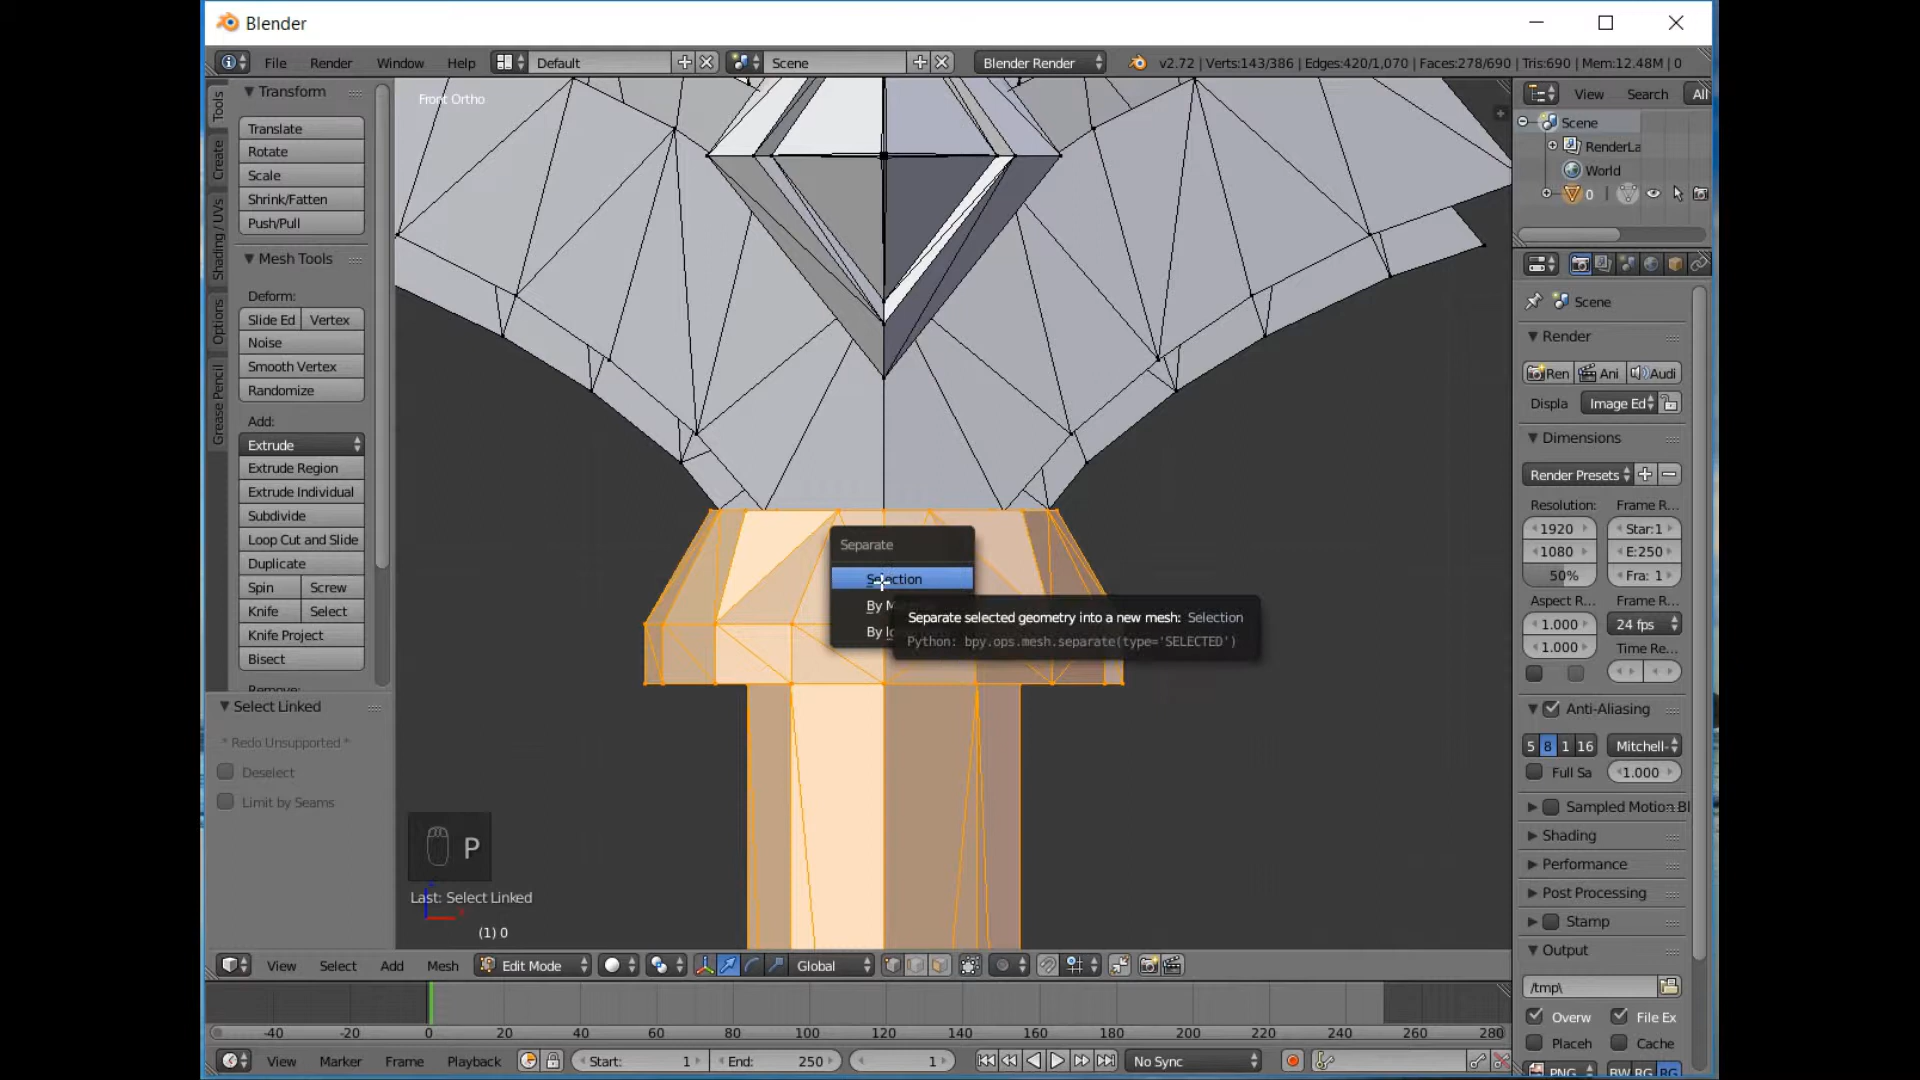 Blender
File Render Window Help Default Scene Blender Render v2.72 | Verts:143/386 | Edges:420/1,070 | Faces:278/690 | Tris:690 | Mem:12.48M | 0
Tools
Create
Shading / UVs
Options
Grease Pencil
Transform
Translate
Rotate
Scale
Shrink/Fatten
Push/Pull
Mesh Tools
Deform:
Slide Ed Vertex
Noise
Smooth Vertex
Randomize
Add:
Extrude
Extrude Region
Extrude Individual
Subdivide
Loop Cut and Slide
Duplicate
Spin Screw
Knife Select
Knife Project
Bisect
Select Linked
* Redo Unsupported *
Deselect
Limit by Seams
Front Ortho
Separate
Selection
By M
By
Separate selected geometry into a new mesh: Selection
Python: bpy.ops.mesh.separate(type='SELECTED')
P
Last: Select Linked
(1) 0
View Search All
Scene
RenderLa
World
0
Scene
Render
Ren Ani Audi
Displa Image Ed
Dimensions
Render Presets
Resolution: Frame R...
1920 Star:1
1080 E:250
50% Fra: 1
Aspect R... Frame R...
1.000 24 fps
1.000 Time Re...
Anti-Aliasing
5 8 1 16 Mitchell-
Full Sa 1.000
Sampled Motion Bl
Shading
Performance
Post Processing
Stamp
Output
/tmp\
Overw File Ex
Placeh Cache
PNG BW RG RG
View Select Add Mesh Edit Mode Global
-40 -20 0 20 40 60 80 100 120 140 160 180 200 220 240 260 280
View Marker Frame Playback Start: 1 End: 250 1 No Sync